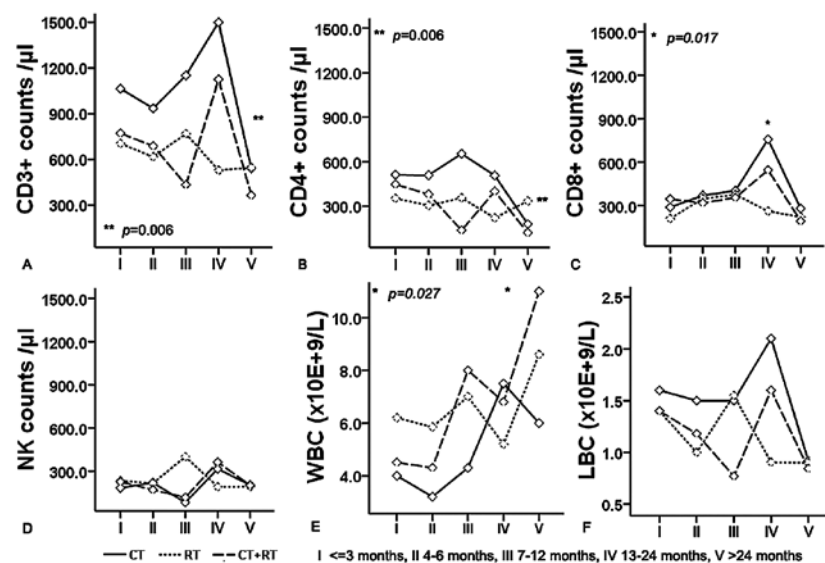 1500.0
1200.0
900.0
600.0
300.0
CD3+ counts /µl
**
** p=0.006
A
I II III IV V
1500.0
1200.0
900.0
600.0
300.0
CD4+ counts /µl
** p=0.006
**
B
I II III IV V
1500.0
1200.0
900.0
600.0
300.0
CD8+ counts /µl
* p=0.017
*
C
I II III IV V
1500.0
1200.0
900.0
600.0
300.0
NK counts /µl
D
I II III IV V
10.0
8.0
6.0
4.0
WBC (x10E+9/L)
* p=0.027
*
E
I II III IV V
2.5
2.0
1.5
1.0
0.5
LBC (x10E+9/L)
F
I II III IV V
CT RT CT+RT
I <=3 months, II 4-6 months, III 7-12 months, IV 13-24 months, V >24 months